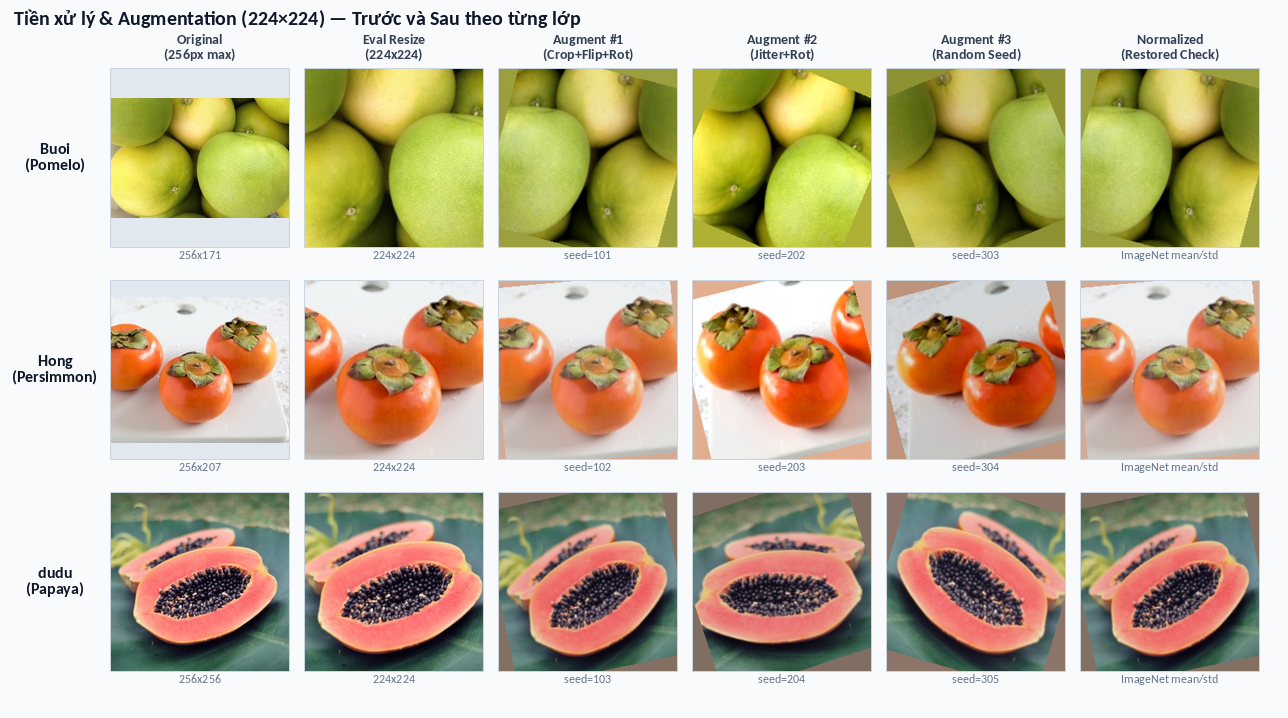 Tiền xử lý & Augmentation (224×224) — Trước và Sau theo từng lớp
Original
(256px max)
Eval Resize
(224x224)
Augment #1
(Crop+Flip+Rot)
Augment #2
(Jitter+Rot)
Augment #3
(Random Seed)
Normalized
(Restored Check)
Buoi
(Pomelo)
256x171
224x224
seed=101
seed=202
seed=303
ImageNet mean/std
Hong
(Persimmon)
256x207
224x224
seed=102
seed=203
seed=304
ImageNet mean/std
dudu
(Papaya)
256x256
224x224
seed=103
seed=204
seed=305
ImageNet mean/std